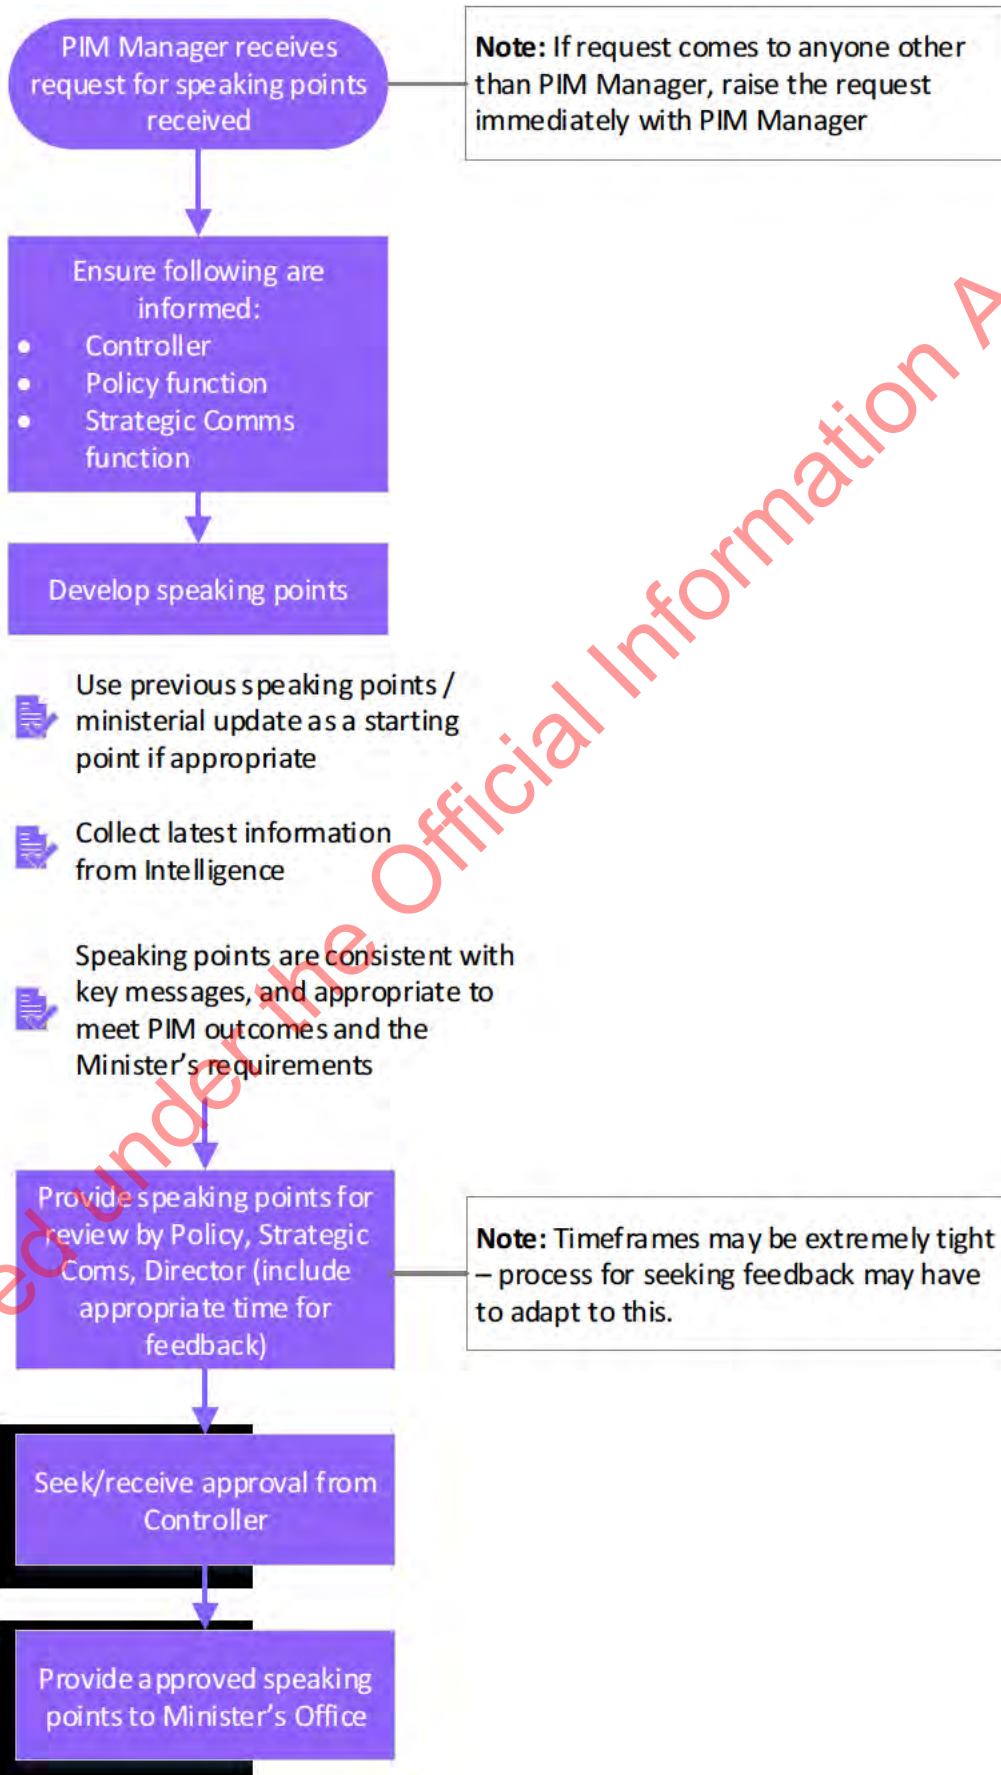 PIM Manager receives
request for speaking points
received
Note: If request comes to anyone other
than PIM Manager, raise the request
immediately with PIM Manager
Ensure following are
informed:
● Controller
● Policy function
● Strategic Comms
function
Develop speaking points
Use previous speaking points /
ministerial update as a starting
point if appropriate
Collect latest information
from Intelligence
Speaking points are consistent with
key messages, and appropriate to
meet PIM outcomes and the
Minister’s requirements
Provide speaking points for
review by Policy, Strategic
Coms, Director (include
appropriate time for
feedback)
Note: Timeframes may be extremely tight
– process for seeking feedback may have
to adapt to this.
Seek/receive approval from
Controller
Provide approved speaking
points to Minister’s Office
ed under the Official Information A